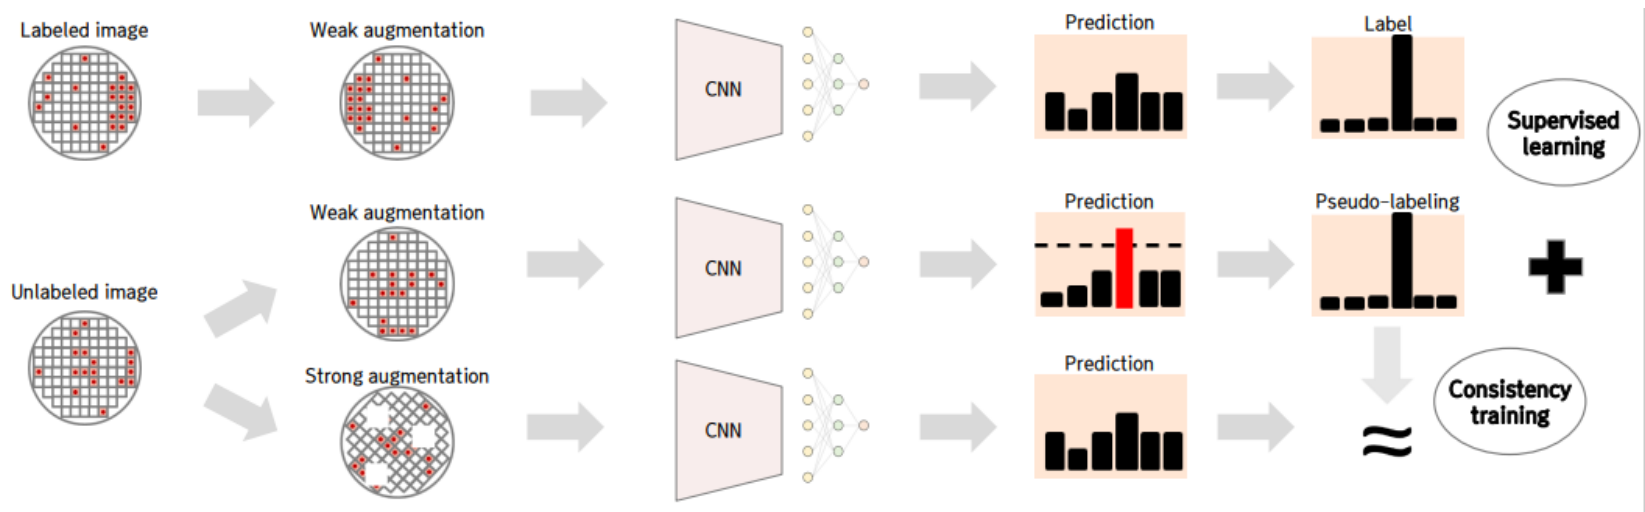 Labeled image
Weak augmentation
CNN
Prediction
Label
Supervised
learning
Unlabeled image
Weak augmentation
CNN
Prediction
Pseudo-labeling
Strong augmentation
CNN
Prediction
Consistency
training